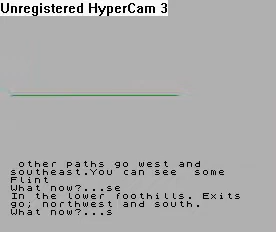 Unregistered HyperCam 3
other paths go west and
southeast.You can see some
Flint
What now?...se
In the lower foothills. Exits
go; northwest and south.
What now?...s